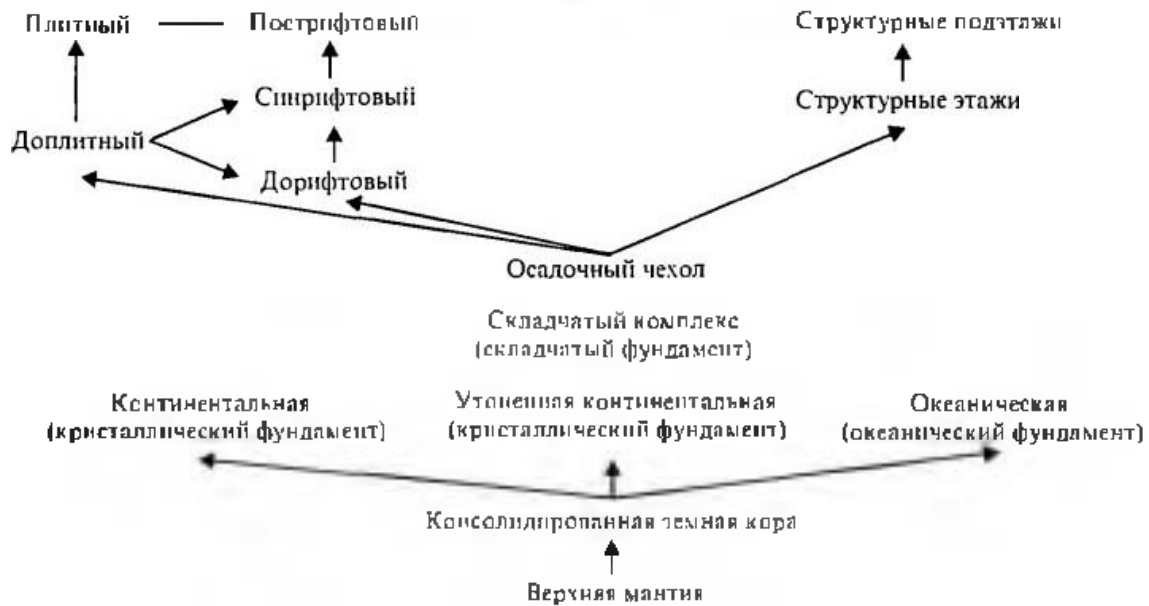 Плитный
Пострифтовый
Структурные подэтажи
Синрифтовый
Структурные этажи
Доплитный
Дорифтовый
Осадочный чехол
Складчатый комплекс
(складчатый фундамент)
Континентальная
(кристаллический фундамент)
Утоненная континентальная
(кристаллический фундамент)
Океаническая
(океанический фундамент)
Консолидированная земная кора
Верхняя мантия